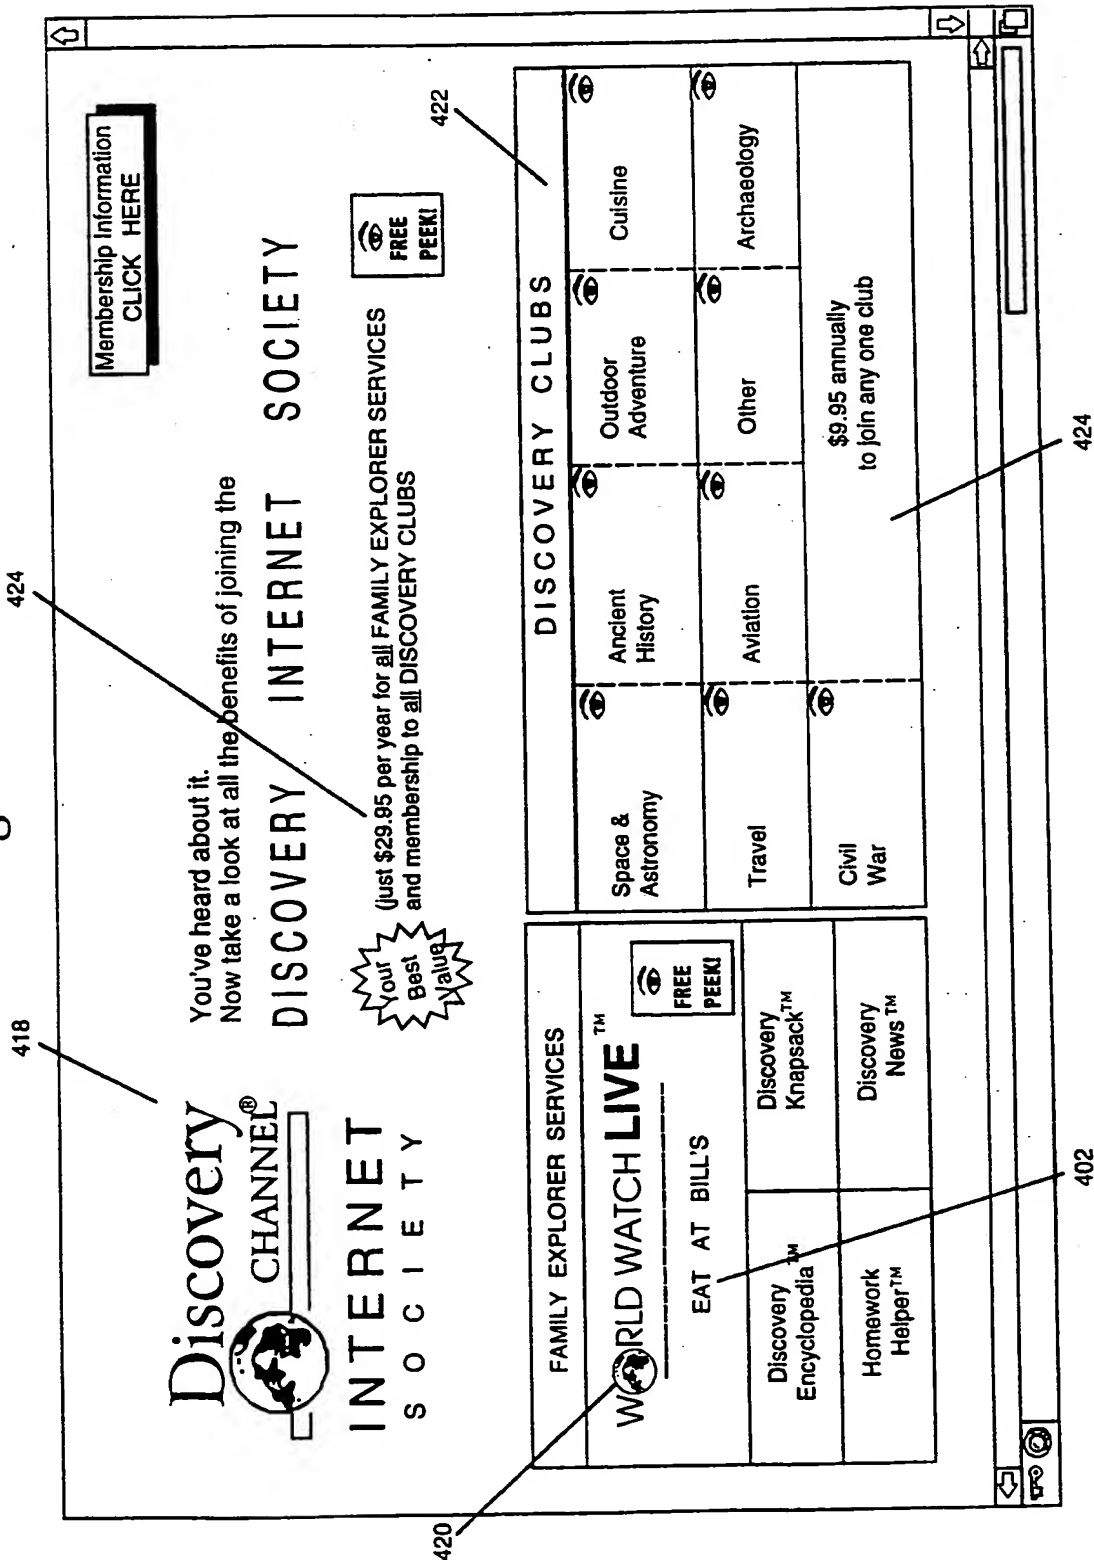 418
424
Discovery
CHANNEL®
INTERNET
SOCIETY
Membership Information
CLICK HERE
You've heard about it.
Now take a look at all the benefits of joining the
DISCOVERY INTERNET SOCIETY
Your
Best
Value
(just $29.95 per year for all FAMILY EXPLORER SERVICES
and membership to all DISCOVERY CLUBS
FREE
PEEK!
422
420
FAMILY EXPLORER SERVICES
WORLD WATCH LIVE™
FREE
PEEK!
EAT AT BILL'S
Discovery
Encyclopedia™
Discovery
Knapsack™
Homework
Helper™
Discovery
News™
DISCOVERY CLUBS
Space &
Astronomy
Ancient
History
Outdoor
Adventure
Cuisine
Travel
Aviation
Other
Archaeology
Civil
War
$9.95 annually
to join any one club
402
424